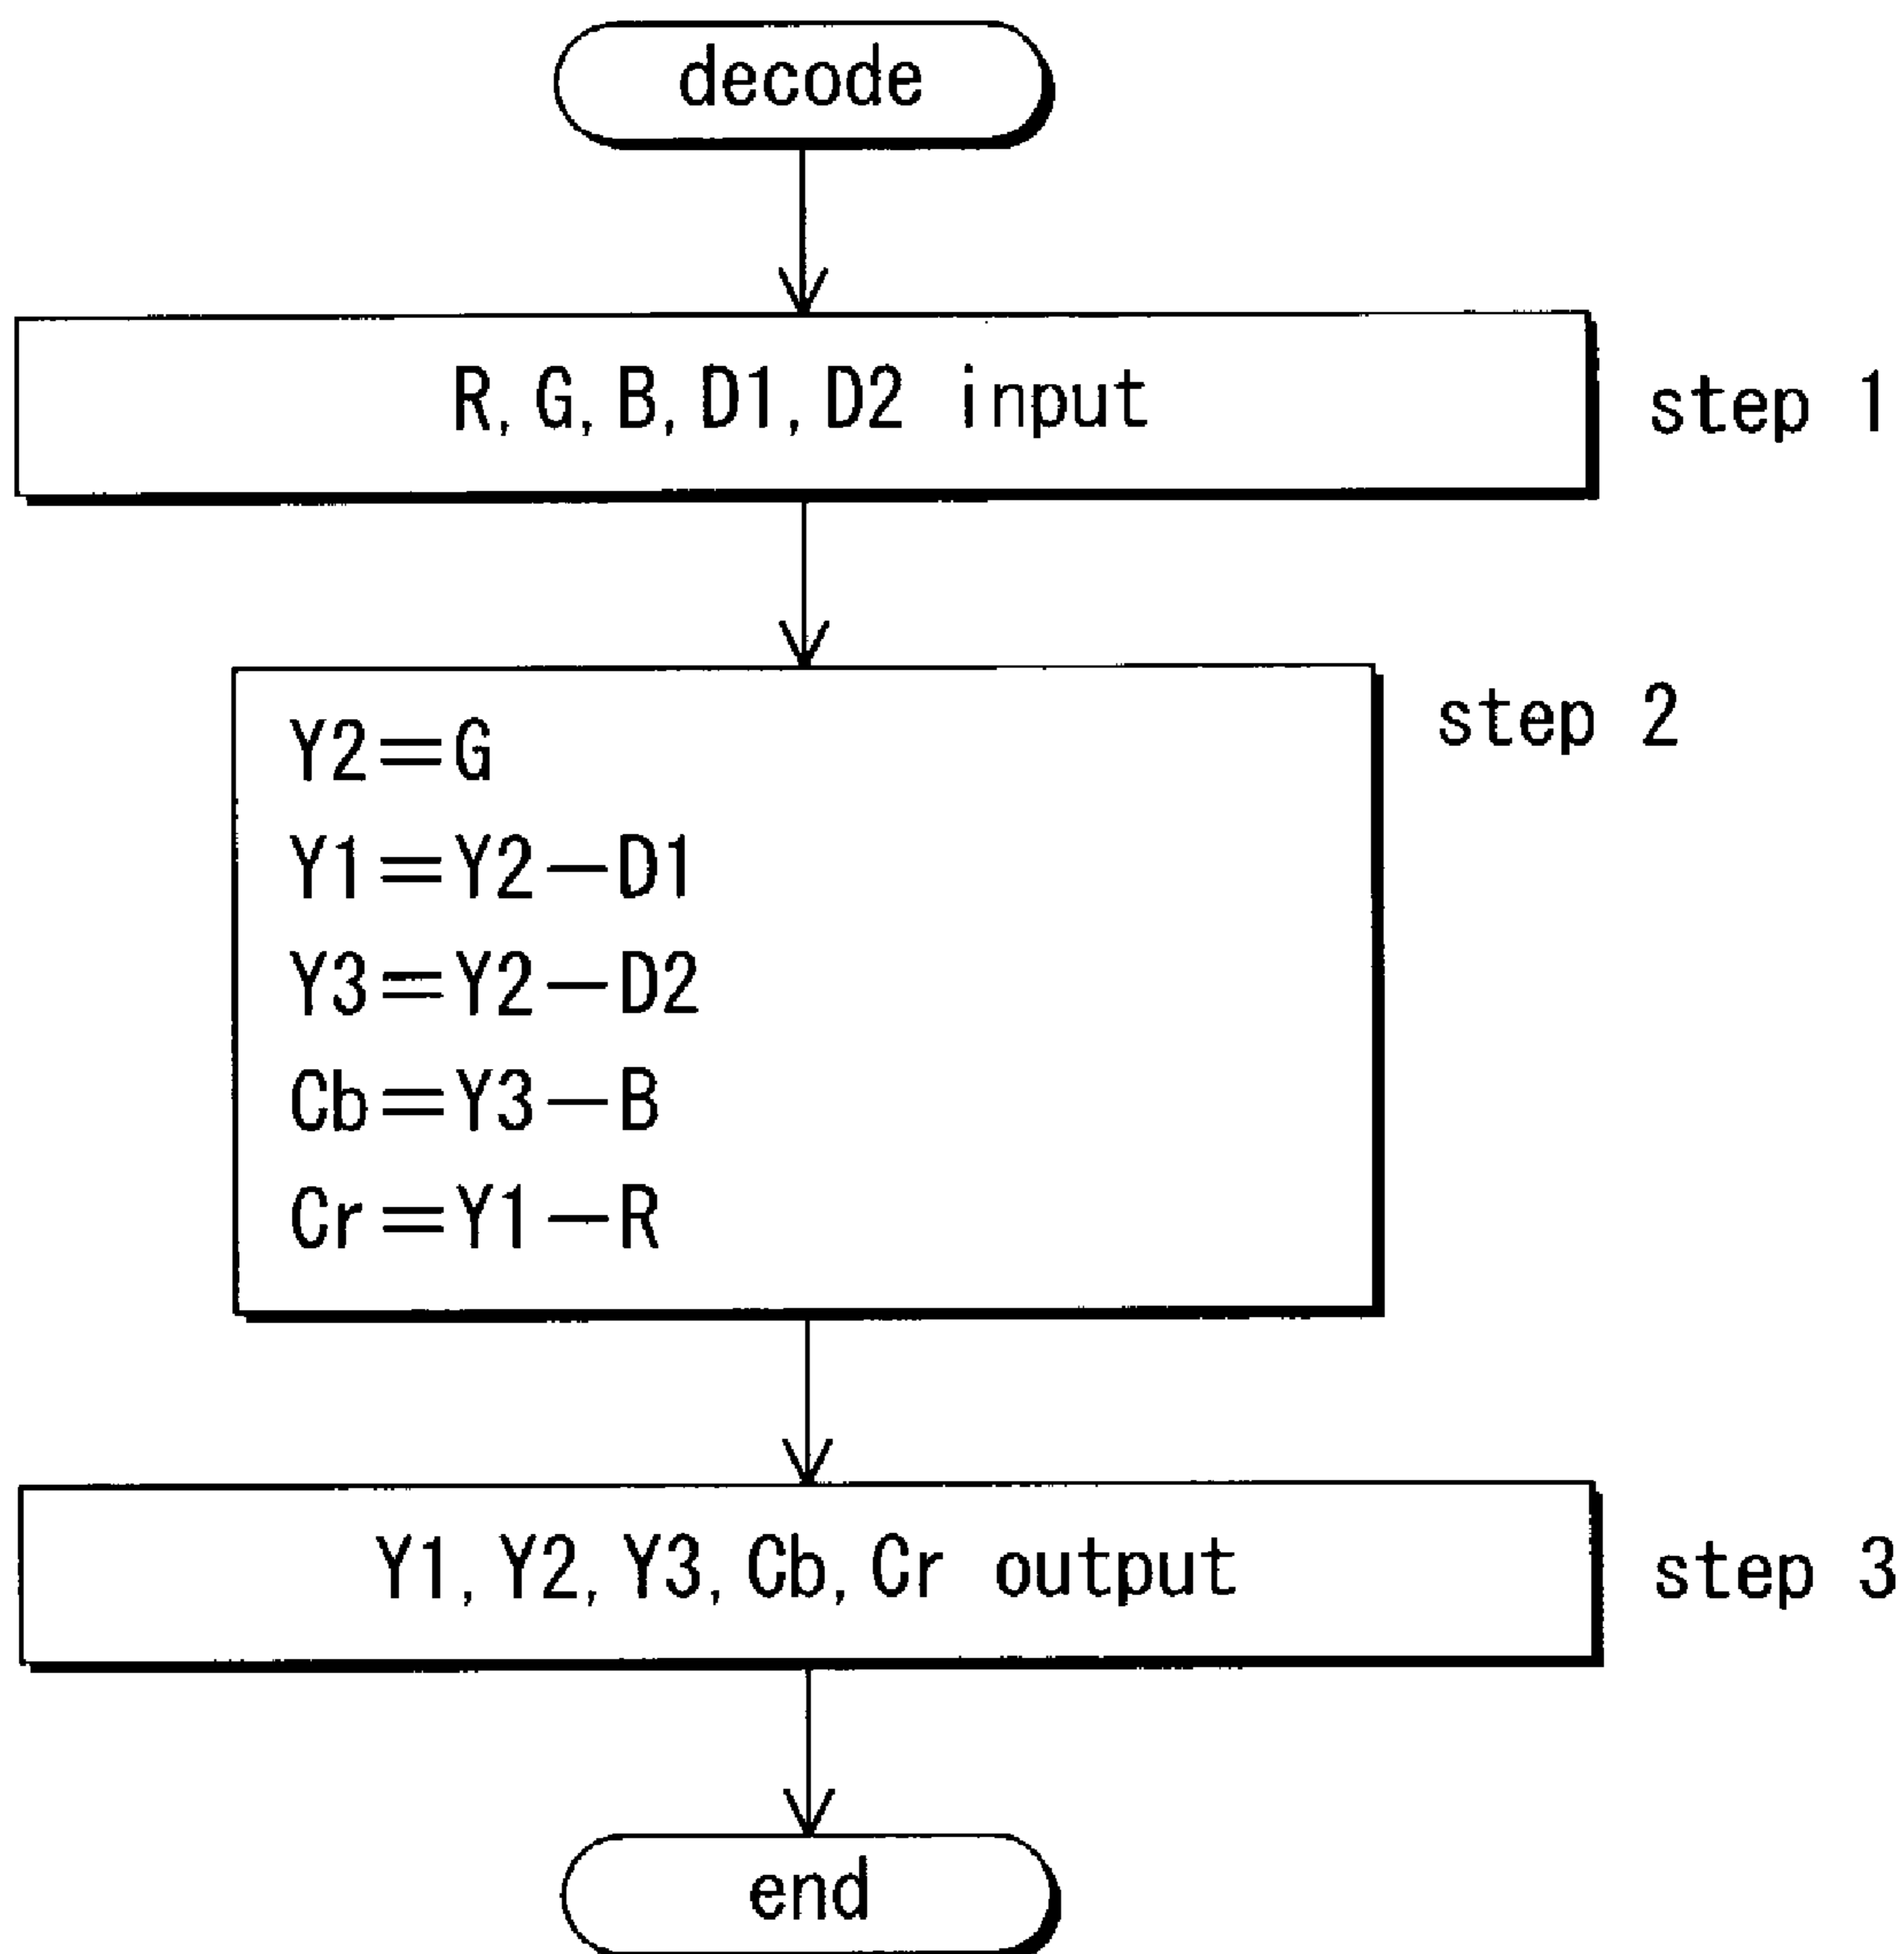 decode
R, G, B, D1, D2 input
step 1
step 2
Y2=G
Y1=Y2-D1
Y3=Y2-D2
Cb=Y3-B
Cr=Y1-R
Y1, Y2, Y3, Cb, Cr output
step 3
end